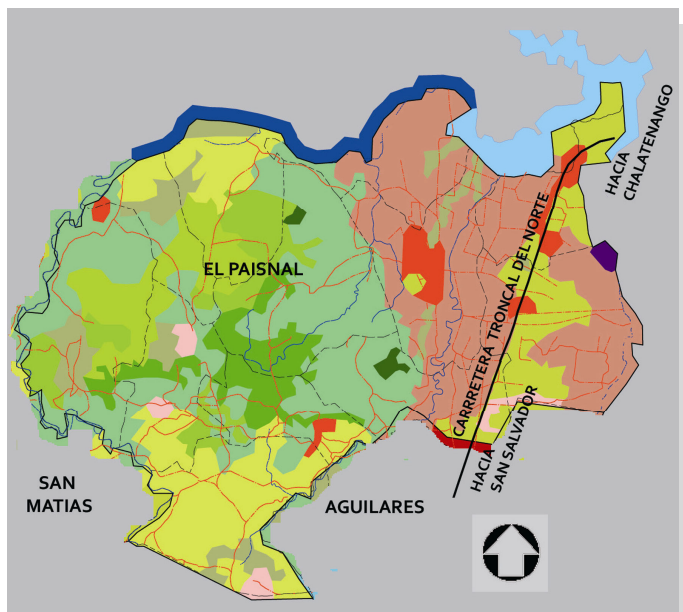 HACIA
CHALATENANGO
EL PAISNAL
CARRRETERA TRONCAL DEL NORTE
HACIA
SAN SALVADOR
SAN
MATIAS
AGUILARES